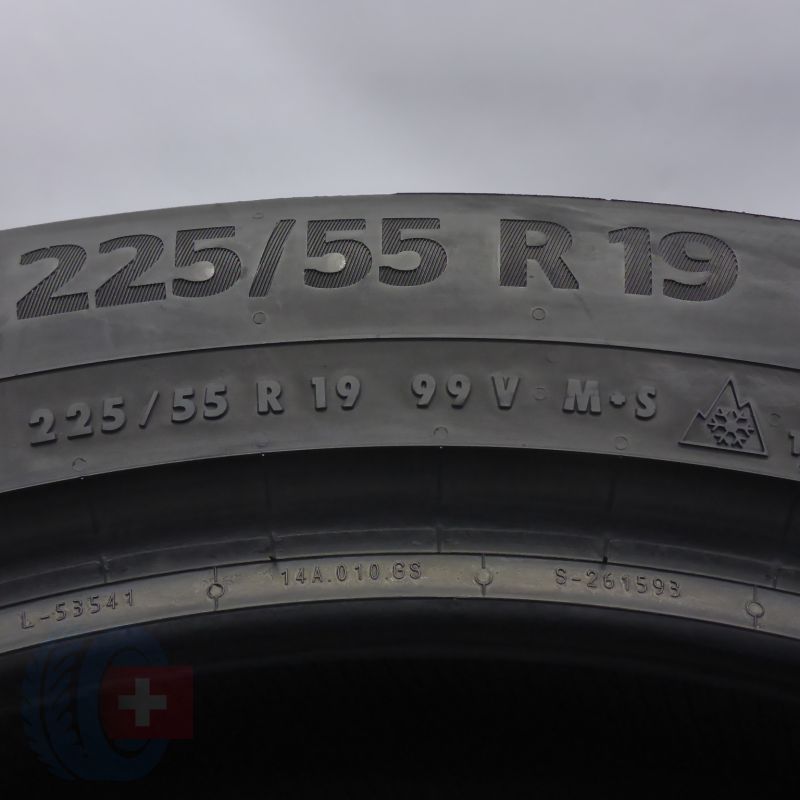 225/55 R 19
225/55 R 19 99 V M+S
L-53541 14A.010.GS S-261593